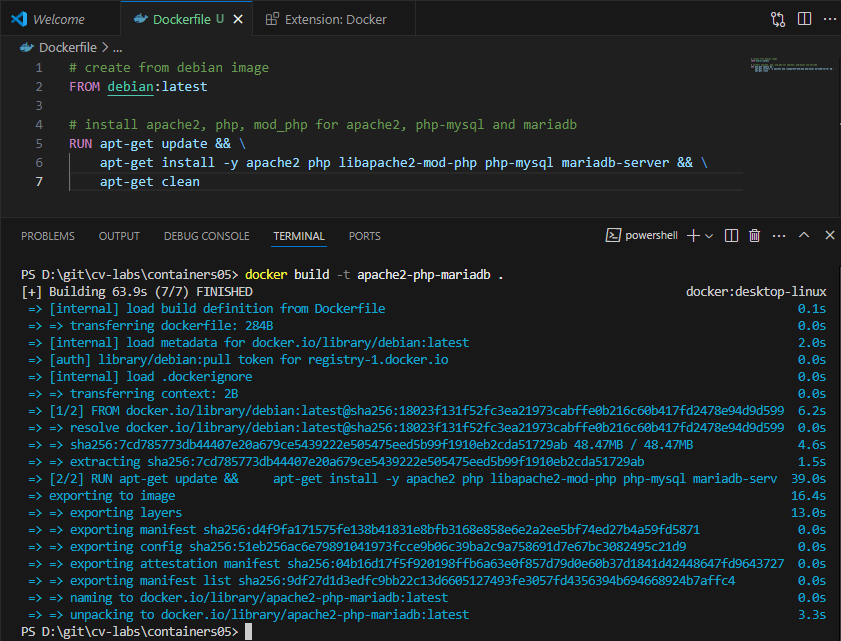 Welcome Dockerfile U Extension: Docker
Dockerfile > ...
1 # create from debian image
2 FROM debian:latest
3
4 # install apache2, php, mod_php for apache2, php-mysql and mariadb
5 RUN apt-get update && \
6 apt-get install -y apache2 php libapache2-mod-php php-mysql mariadb-server && \
7 apt-get clean
PROBLEMS OUTPUT DEBUG CONSOLE TERMINAL PORTS powershell
PS D:\git\cv-labs\containers05> docker build -t apache2-php-mariadb .
[+] Building 63.9s (7/7) FINISHED docker:desktop-linux
=> [internal] load build definition from Dockerfile 0.1s
=> => transferring dockerfile: 284B 0.0s
=> [internal] load metadata for docker.io/library/debian:latest 2.0s
=> [auth] library/debian:pull token for registry-1.docker.io 0.0s
=> [internal] load .dockerignore 0.0s
=> => transferring context: 2B 0.0s
=> [1/2] FROM docker.io/library/debian:latest@sha256:18023f131f52fc3ea21973cabffe0b216c60b417fd2478e94d9d599 6.2s
=> => resolve docker.io/library/debian:latest@sha256:18023f131f52fc3ea21973cabffe0b216c60b417fd2478e94d9d599 0.0s
=> => sha256:7cd785773db44407e20a679ce5439222e505475eed5b99f1910eb2cda51729ab 48.47MB / 48.47MB 4.6s
=> => extracting sha256:7cd785773db44407e20a679ce5439222e505475eed5b99f1910eb2cda51729ab 1.5s
=> [2/2] RUN apt-get update && apt-get install -y apache2 php libapache2-mod-php php-mysql mariadb-serv 39.0s
=> exporting to image 16.4s
=> => exporting layers 13.0s
=> => exporting manifest sha256:d4f9fa171575fe138b41831e8bfb3168e858e6e2a2ee5bf74ed27b4a59fd5871 0.0s
=> => exporting config sha256:51eb256ac6e79891041973fcce9b06c39ba2c9a758691d7e67bc3082495c21d9 0.0s
=> => exporting attestation manifest sha256:04b16d17f5f920198ffb6a63e0f857d79d0e60b37d1841d42448647fd9643727 0.0s
=> => exporting manifest list sha256:9df27d1d3edfc9bb22c13d6605127493fe3057fd4356394b694668924b7affc4 0.0s
=> => naming to docker.io/library/apache2-php-mariadb:latest 0.0s
=> => unpacking to docker.io/library/apache2-php-mariadb:latest 3.3s
PS D:\git\cv-labs\containers05>